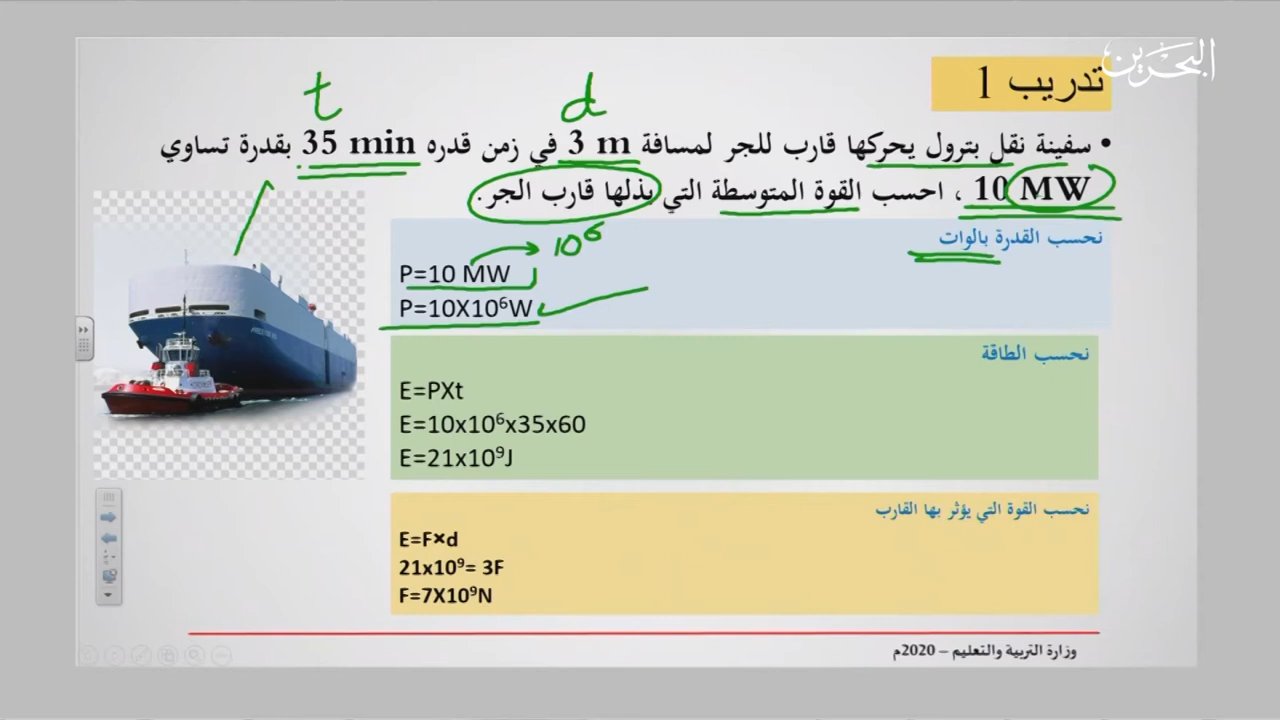 البحرين
تدريب 1
t
d
• سفينة نقل بترول يحركها قارب للجر لمسافة 3 m في زمن قدره 35 min بقدرة تساوي
10 MW ، احسب القوة المتوسطة التي يذلها قارب الجر.
نحسب القدرة بالوات
10⁶
P=10 MW
P=10X10⁶W
نحسب الطاقة
E=PXt
E=10x10⁶x35x60
E=21x10⁹J
نحسب القوة التي يؤثر بها القارب
E=F×d
21x10⁹= 3F
F=7X10⁹N
وزارة التربية والتعليم – 2020م